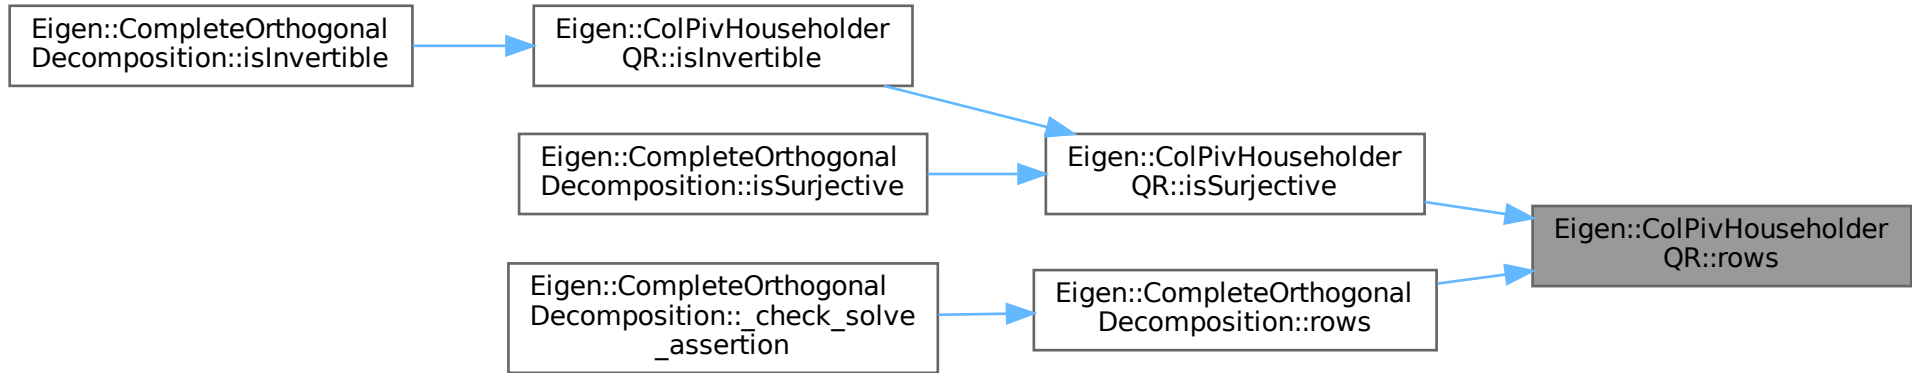 Eigen::CompleteOrthogonal
Decomposition::isInvertible
Eigen::ColPivHouseholder
QR::isInvertible
Eigen::CompleteOrthogonal
Decomposition::isSurjective
Eigen::ColPivHouseholder
QR::isSurjective
Eigen::ColPivHouseholder
QR::rows
Eigen::CompleteOrthogonal
Decomposition::_check_solve
_assertion
Eigen::CompleteOrthogonal
Decomposition::rows